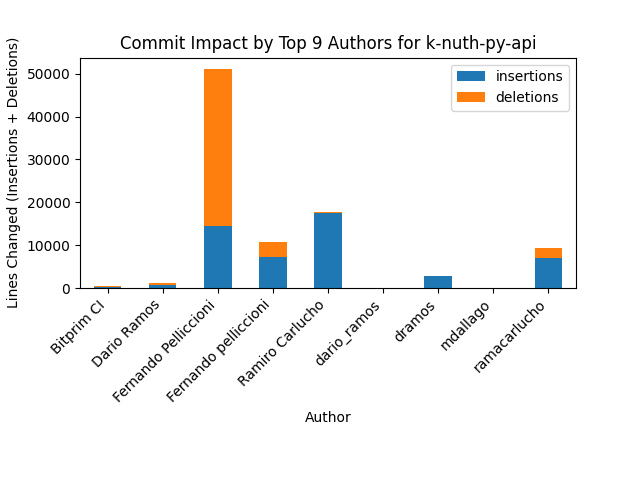 Commit Impact by Top 9 Authors for k-nuth-py-api
insertions
deletions
Lines Changed (Insertions + Deletions)
50000
40000
30000
20000
10000
0
Bitprim CI
Dario Ramos
Fernando Pelliccioni
Fernando pelliccioni
Ramiro Carlucho
dario_ramos
dramos
mdallago
ramacarlucho
Author